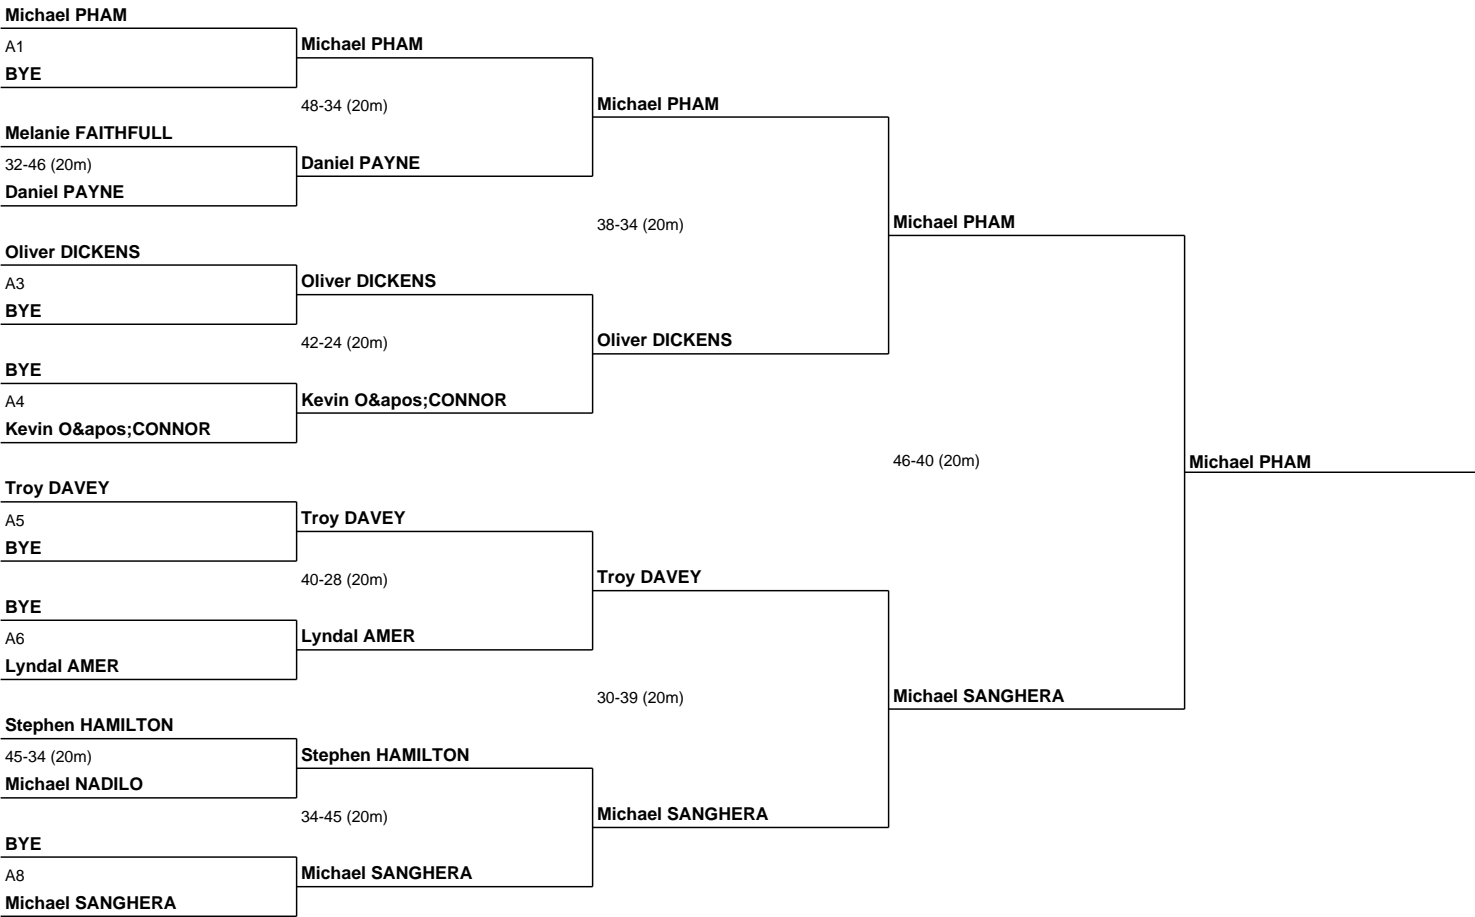 Michael PHAM
A1
BYE
Melanie FAITHFULL
32-46 (20m)
Daniel PAYNE
Oliver DICKENS
A3
BYE
BYE
A4
Kevin O&apos;CONNOR
Troy DAVEY
A5
BYE
BYE
A6
Lyndal AMER
Stephen HAMILTON
45-34 (20m)
Michael NADILO
BYE
A8
Michael SANGHERA
Michael PHAM
48-34 (20m)
Daniel PAYNE
Oliver DICKENS
42-24 (20m)
Kevin O&apos;CONNOR
Troy DAVEY
40-28 (20m)
Lyndal AMER
Stephen HAMILTON
34-45 (20m)
Michael SANGHERA
Michael PHAM
38-34 (20m)
Oliver DICKENS
Troy DAVEY
30-39 (20m)
Michael SANGHERA
Michael PHAM
46-40 (20m)
Michael SANGHERA
Michael PHAM